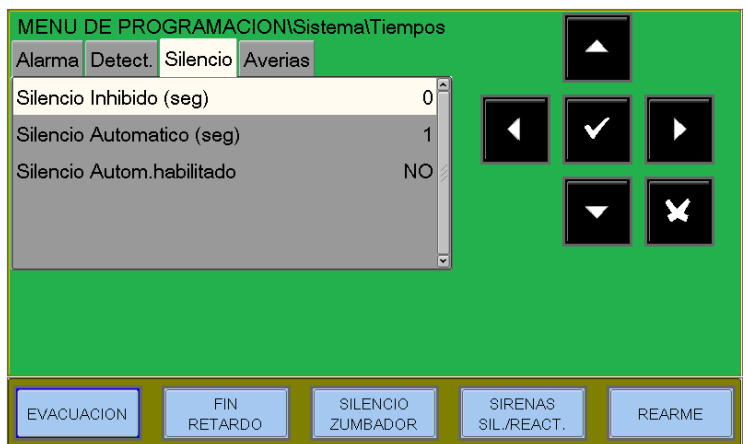 MENU DE PROGRAMACION\Sistema\Tiempos
Alarma Detect. Silencio Averias
Silencio Inhibido (seg) 0
Silencio Automatico (seg) 1
Silencio Autom.habilitado NO
EVACUACION
FIN
RETARDO
SILENCIO
ZUMBADOR
SIRENAS
SIL./REACT.
REARME